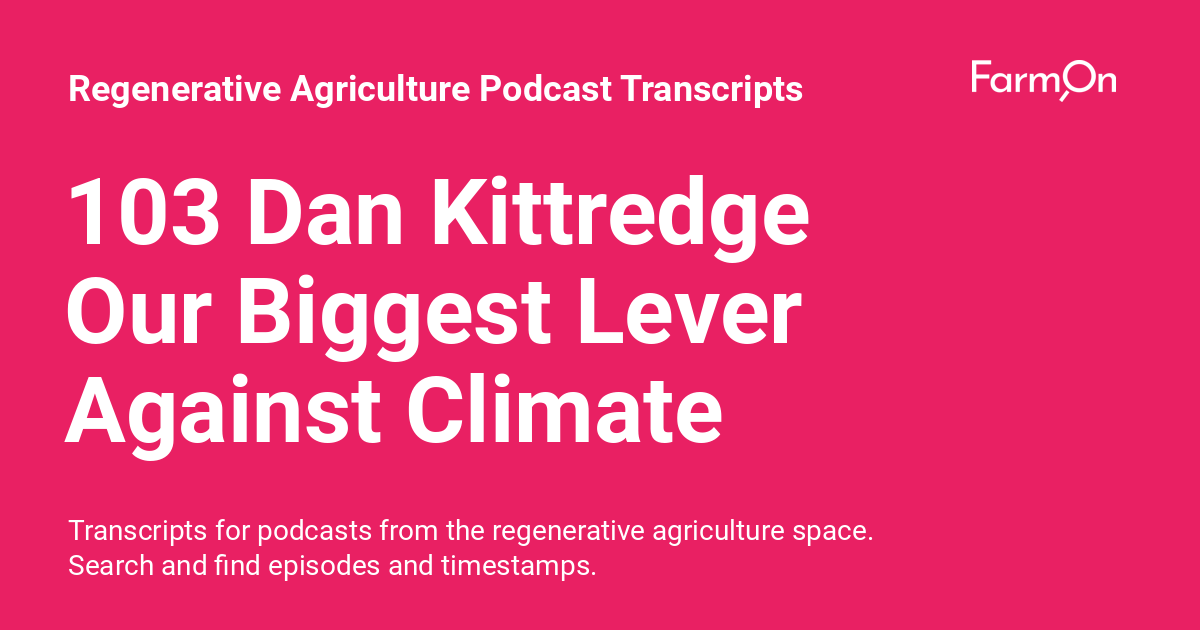 Regenerative Agriculture Podcast Transcripts
FarmOn
103 Dan Kittredge
Our Biggest Lever
Against Climate
Transcripts for podcasts from the regenerative agriculture space.
Search and find episodes and timestamps.